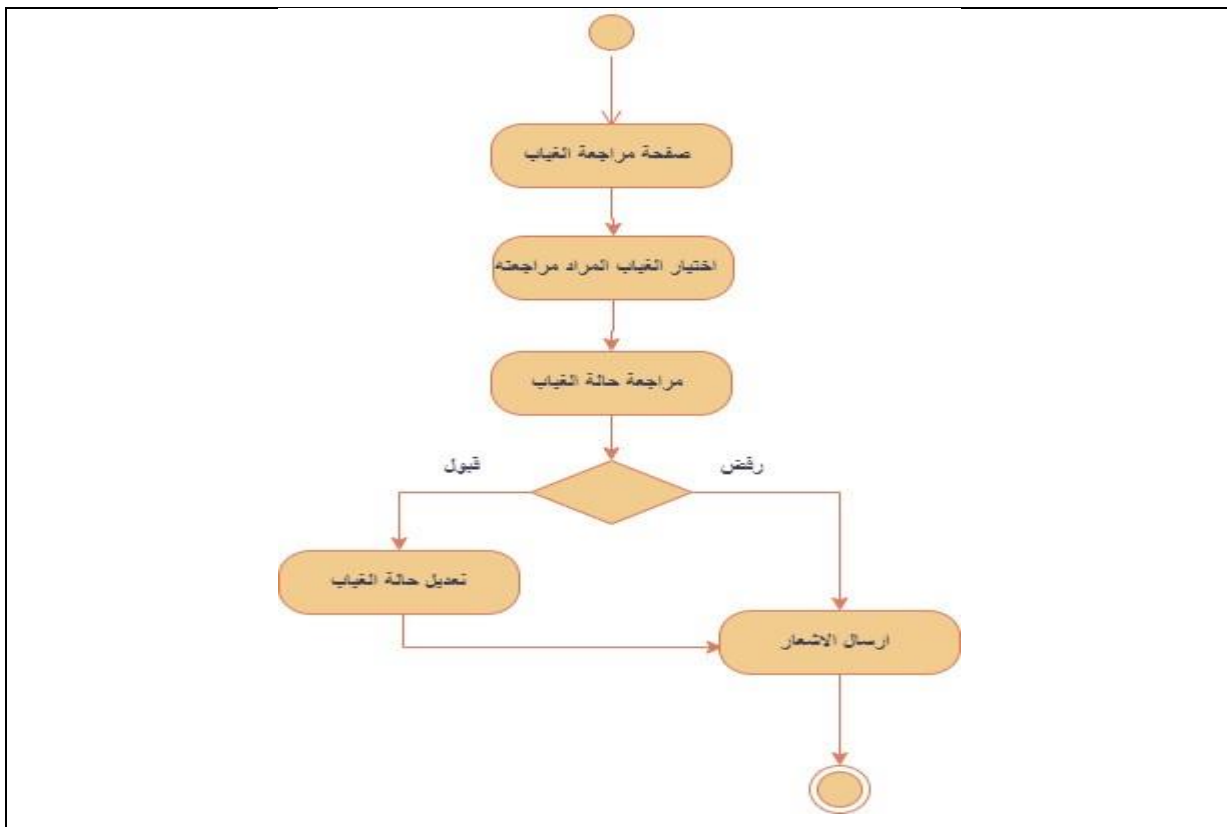 صفحة مراجعة الغياب
اختيار الغياب المراد مراجعته
مراجعة حالة الغياب
رفض
قبول
تعديل حالة الغياب
ارسال الاشعار